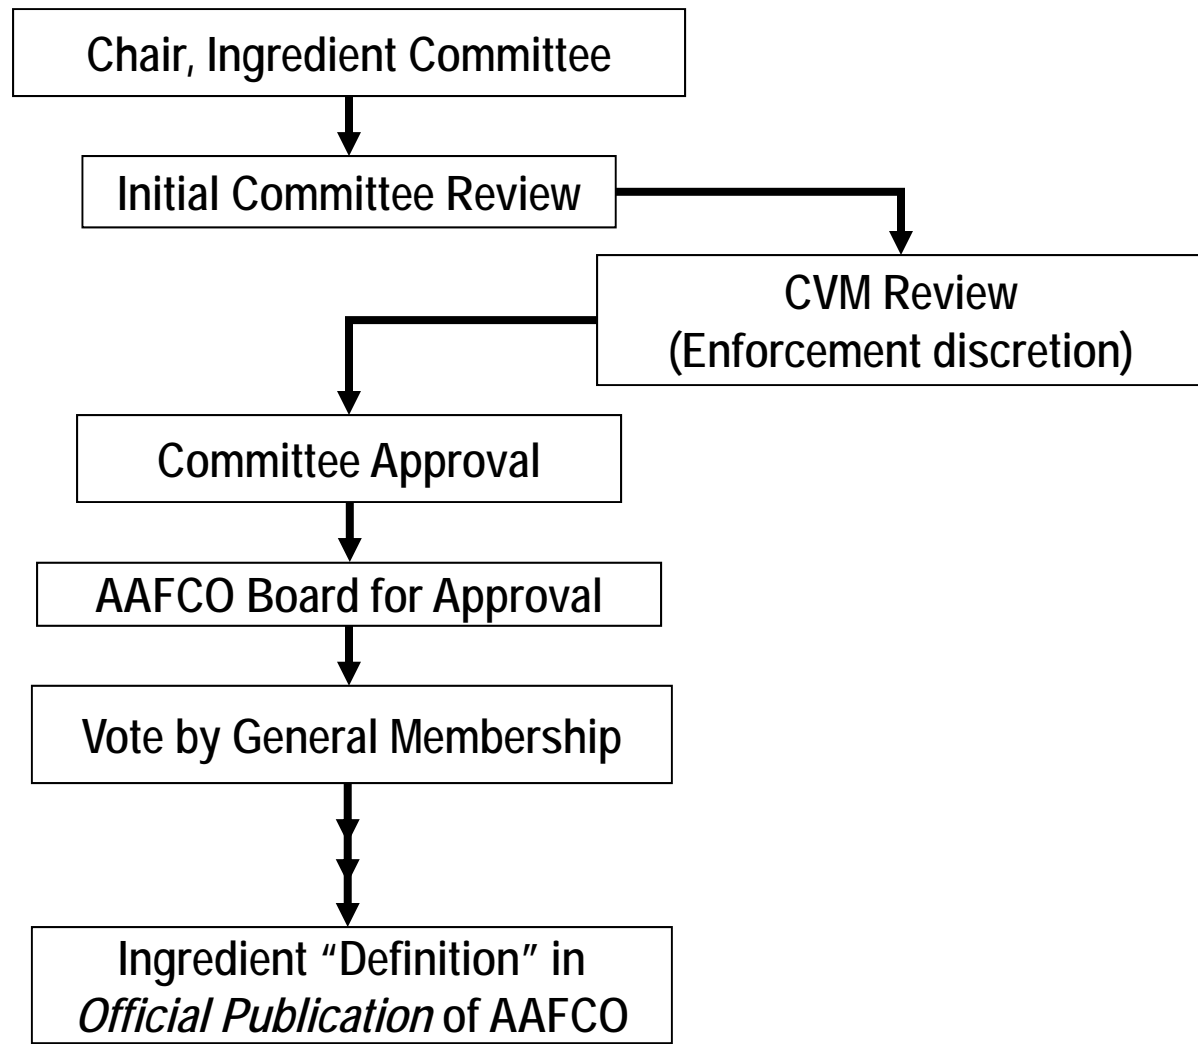 Chair, Ingredient Committee
Initial Committee Review
CVM Review
(Enforcement discretion)
Committee Approval
AAFCO Board for Approval
Vote by General Membership
Ingredient “Definition” in
Official Publication of AAFCO